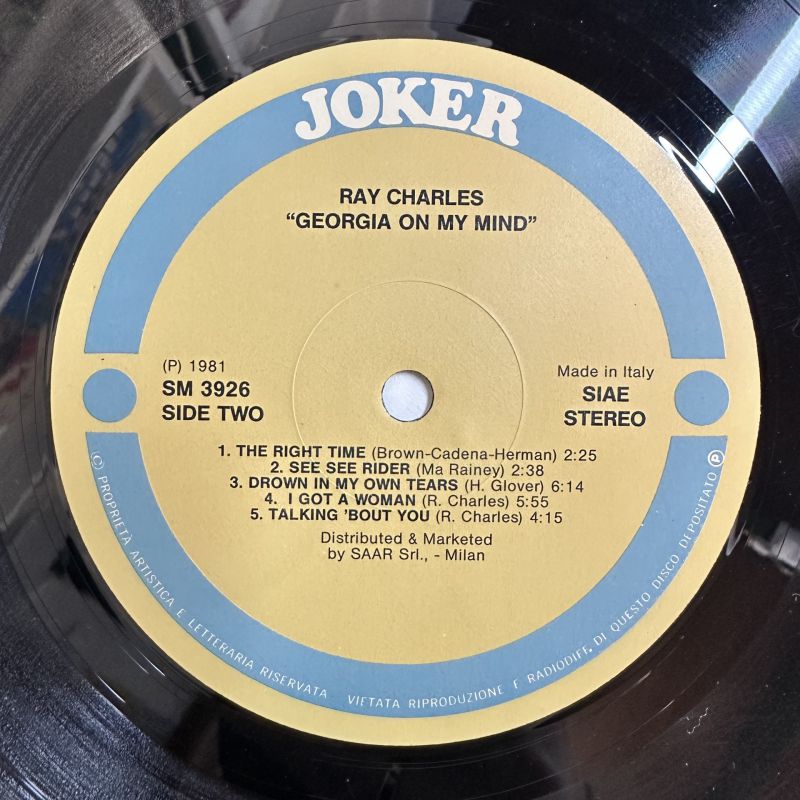 JOKER
RAY CHARLES
“GEORGIA ON MY MIND”
(P) 1981
SM 3926
SIDE TWO
Made in Italy
SIAE
STEREO
1. THE RIGHT TIME (Brown-Cadena-Herman) 2:25
2. SEE SEE RIDER (Ma Rainey) 2:38
3. DROWN IN MY OWN TEARS (H. Glover) 6:14
4. I GOT A WOMAN (R. Charles) 5:55
5. TALKING ’BOUT YOU (R. Charles) 4:15
Distributed & Marketed
by SAAR Srl., - Milan
© PROPRIETÀ ARTISTICA E LETTERARIA RISERVATA VIETATA RIPRODUZIONE E RADIODIFF. DI QUESTO DISCO DEPOSITATO ℗